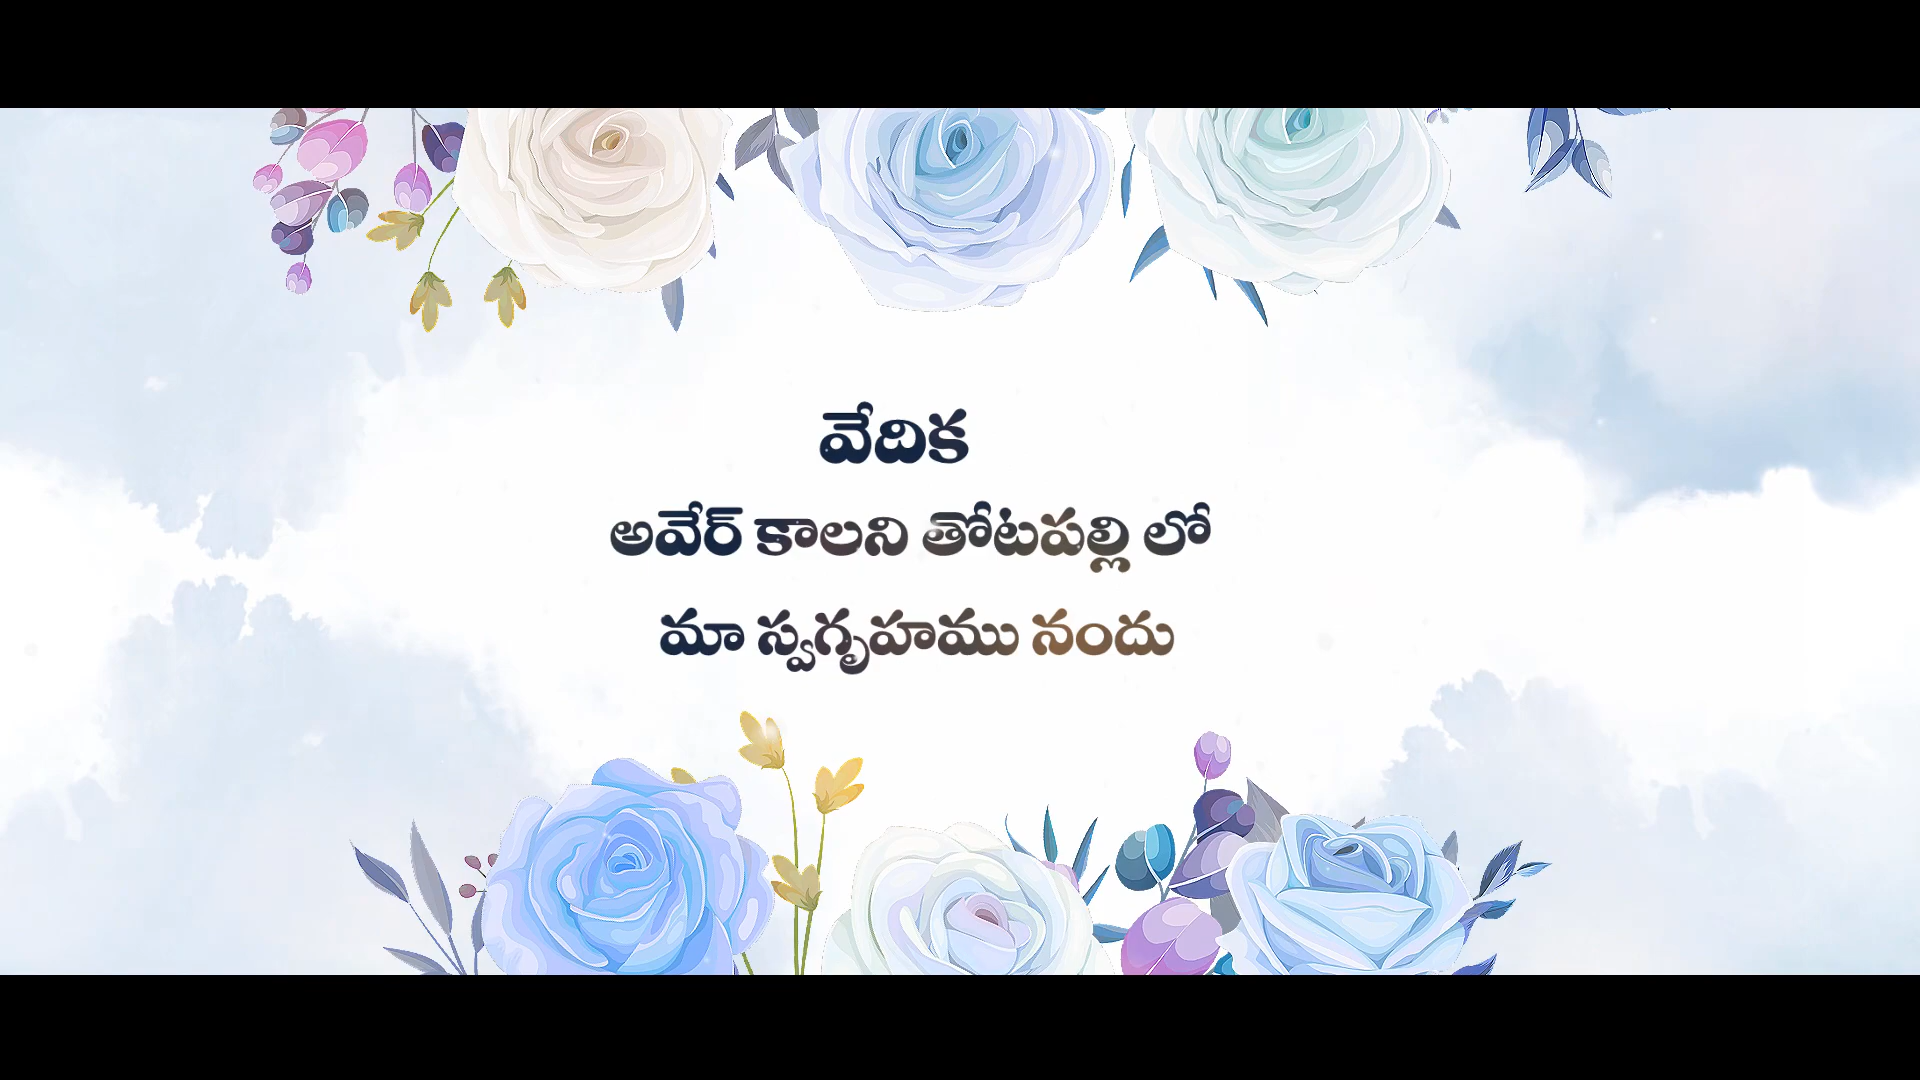 వేదిక
అవేర్ కాలని తోటపల్లి లో
మా స్వగృహము నందు